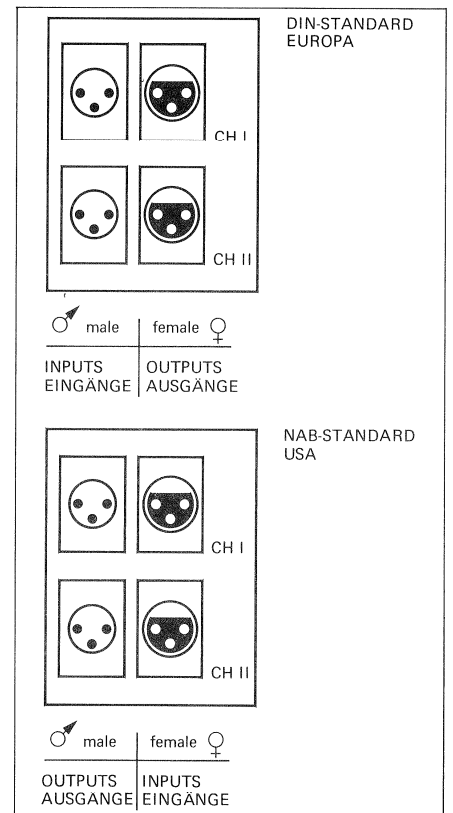 DIN-STANDARD
EUROPA
CH I
CH II
♂ male | female ♀
INPUTS | OUTPUTS
EINGÄNGE | AUSGÄNGE
NAB-STANDARD
USA
CH I
CH II
♂ male | female ♀
OUTPUTS | INPUTS
AUSGANGE | EINGÄNGE